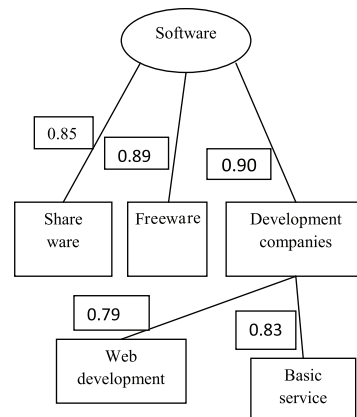 Software
0.85
0.89
0.90
Share
ware
Freeware
Development
companies
0.79
0.83
Web
development
Basic
service